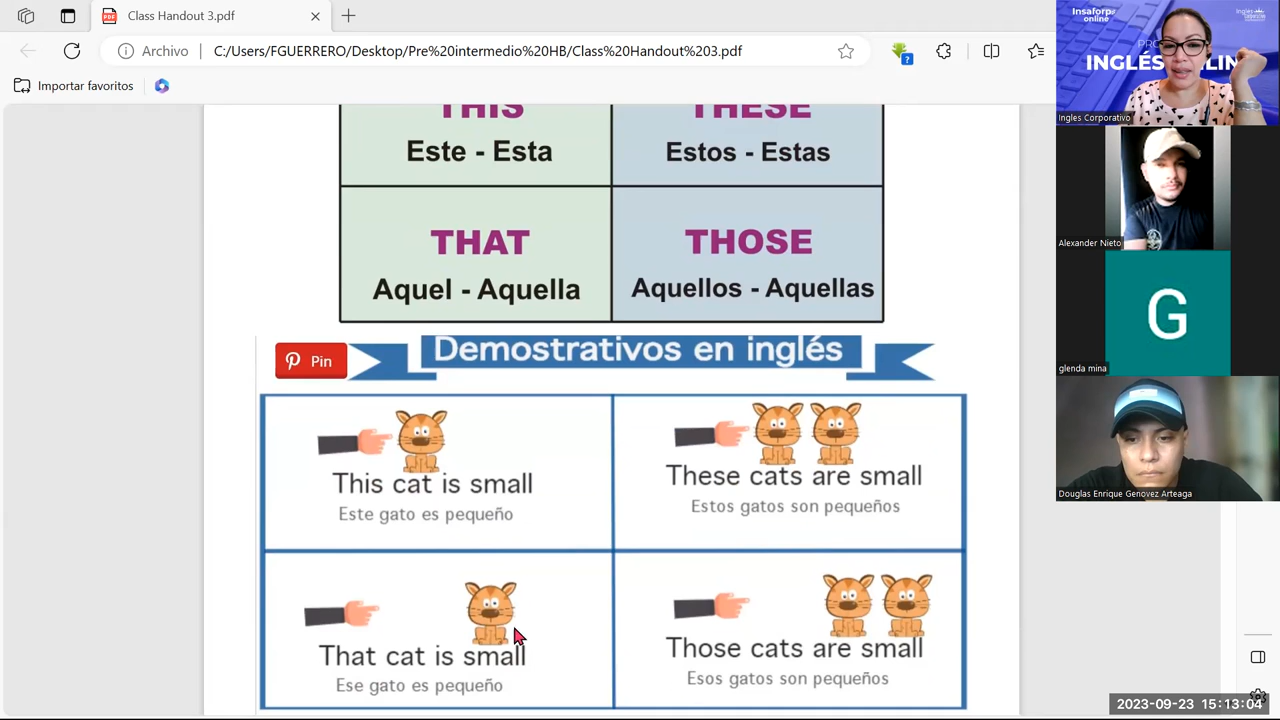 Class Handout 3.pdf
Archivo
C:/Users/FGUERRERO/Desktop/Pre%20intermedio%20HB/Class%20Handout%203.pdf
Importar favoritos
THIS
THESE
Este - Esta
Estos - Estas
THAT
THOSE
Aquel - Aquella
Aquellos - Aquellas
Pin
Demostrativos en inglés
This cat is small
Este gato es pequeño
These cats are small
Estos gatos son pequeños
That cat is small
Ese gato es pequeño
Those cats are small
Esos gatos son pequeños
Insaforp
online
Inglés
INGLÉS
Ingles Corporativo
Alexander Nieto
G
glenda mina
Douglas Enrique Genovez Arteaga
2023-09-23 15:13:04